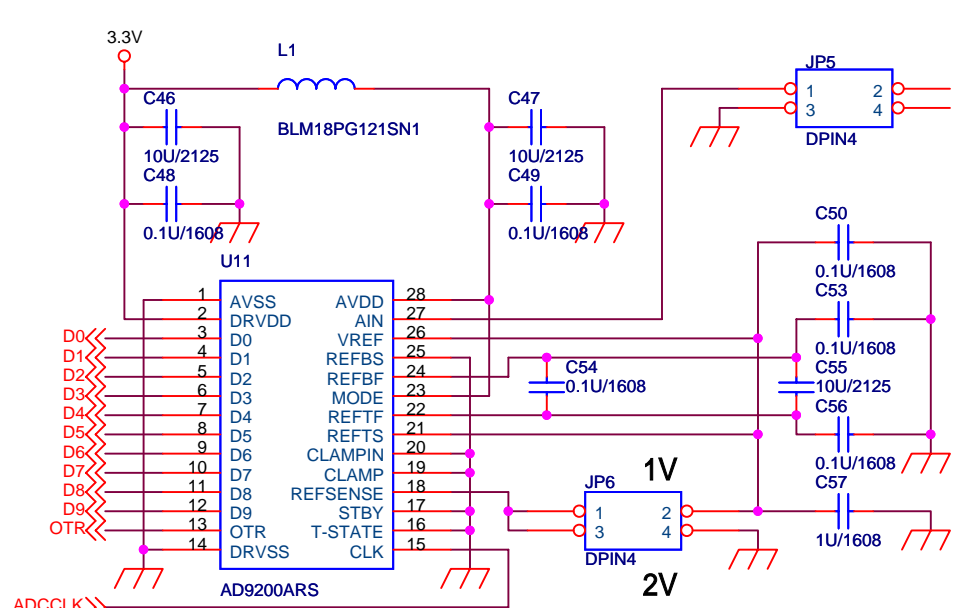 3.3V
L1
BLM18PG121SN1
C46
10U/2125
C48
0.1U/1608
C47
10U/2125
C49
0.1U/1608
JP5
1 2
3 4
DPIN4
C50
0.1U/1608
C53
0.1U/1608
C55
10U/2125
C56
0.1U/1608
C57
1U/1608
C54
0.1U/1608
U11
1 AVSS AVDD 28
2 DRVDD AIN 27
D0 3 D0 VREF 26
D1 4 D1 REFBS 25
D2 5 D2 REFBF 24
D3 6 D3 MODE 23
D4 7 D4 REFTF 22
D5 8 D5 REFTS 21
D6 9 D6 CLAMPIN 20
D7 10 D7 CLAMP 19
D8 11 D8 REFSENSE 18
D9 12 D9 STBY 17
OTR 13 OTR T-STATE 16
14 DRVSS CLK 15
AD9200ARS
1V
JP6
1 2
3 4
DPIN4
2V
ADCCLK